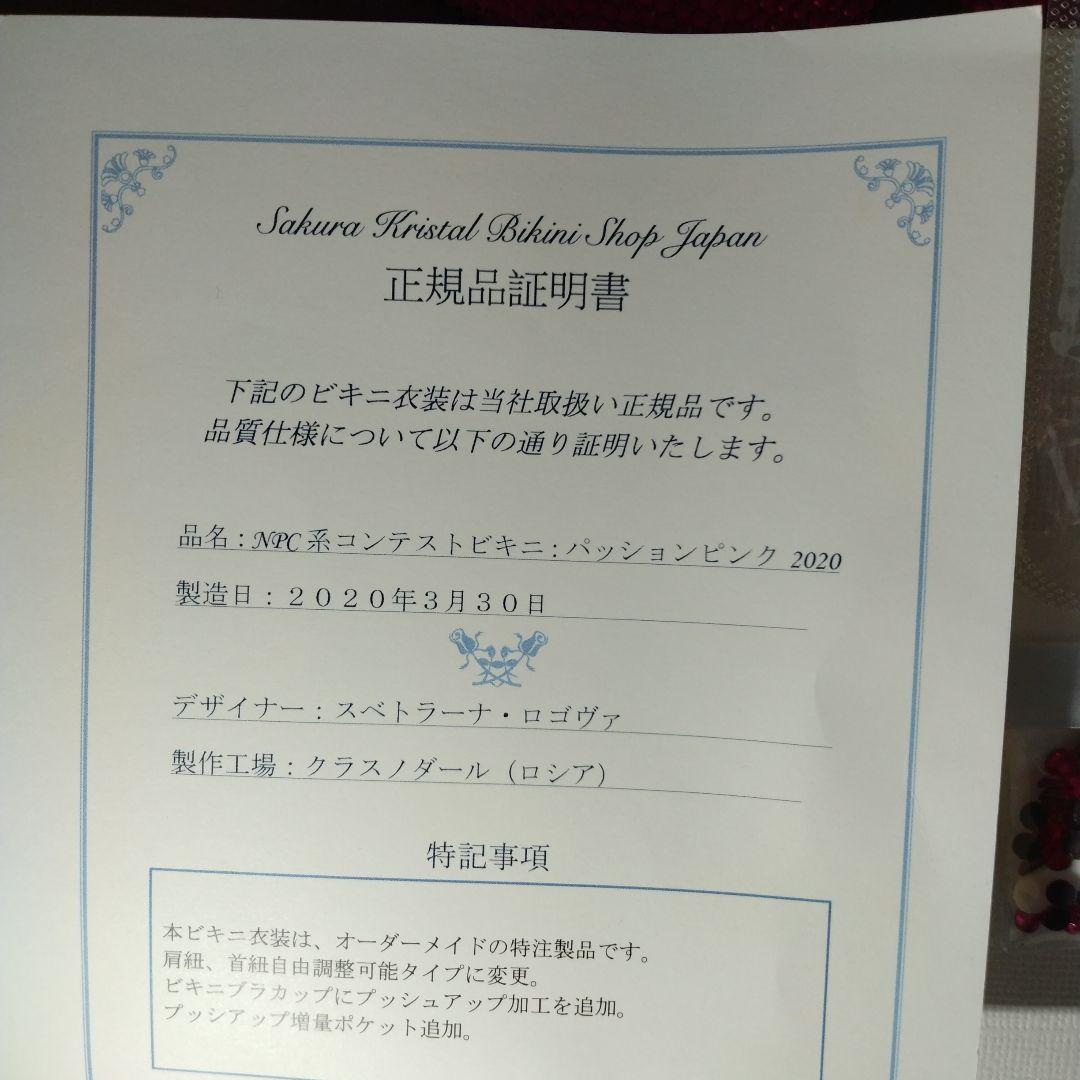 Sakura Kristal Bikini Shop Japan
正規品証明書
下記のビキニ衣装は当社取扱い正規品です。
品質仕様について以下の通り証明いたします。
品名：NPC 系コンテストビキニ：パッションピンク 2020
製造日：２０２０年３月３０日
デザイナー：スベトラーナ・ロゴヴァ
製作工場：クラスノダール（ロシア）
特記事項
本ビキニ衣装は、オーダーメイドの特注製品です。
肩紐、首紐自由調整可能タイプに変更。
ビキニブラカップにプッシュアップ加工を追加。
プッシアップ増量ポケット追加。